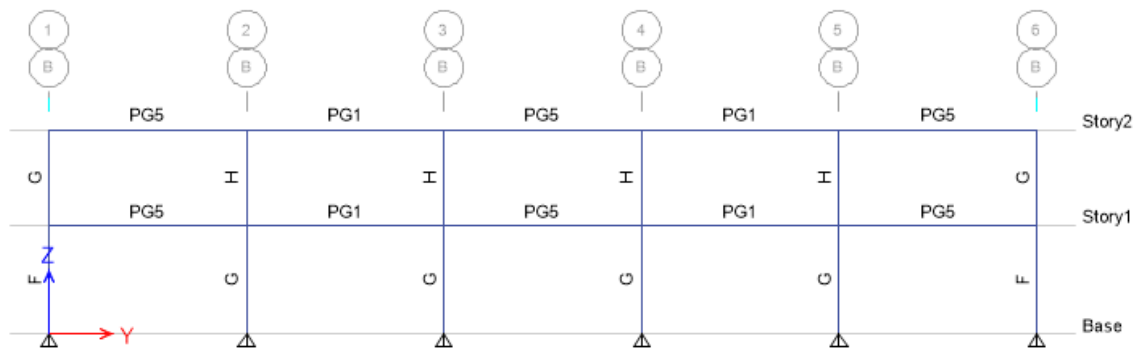 1 2 3 4 5 6
B B B B B B
PG5 PG1 PG5 PG1 PG5
Story2
G H H H H G
PG5 PG1 PG5 PG1 PG5
Story1
Z
F G G G G F
Y
Base